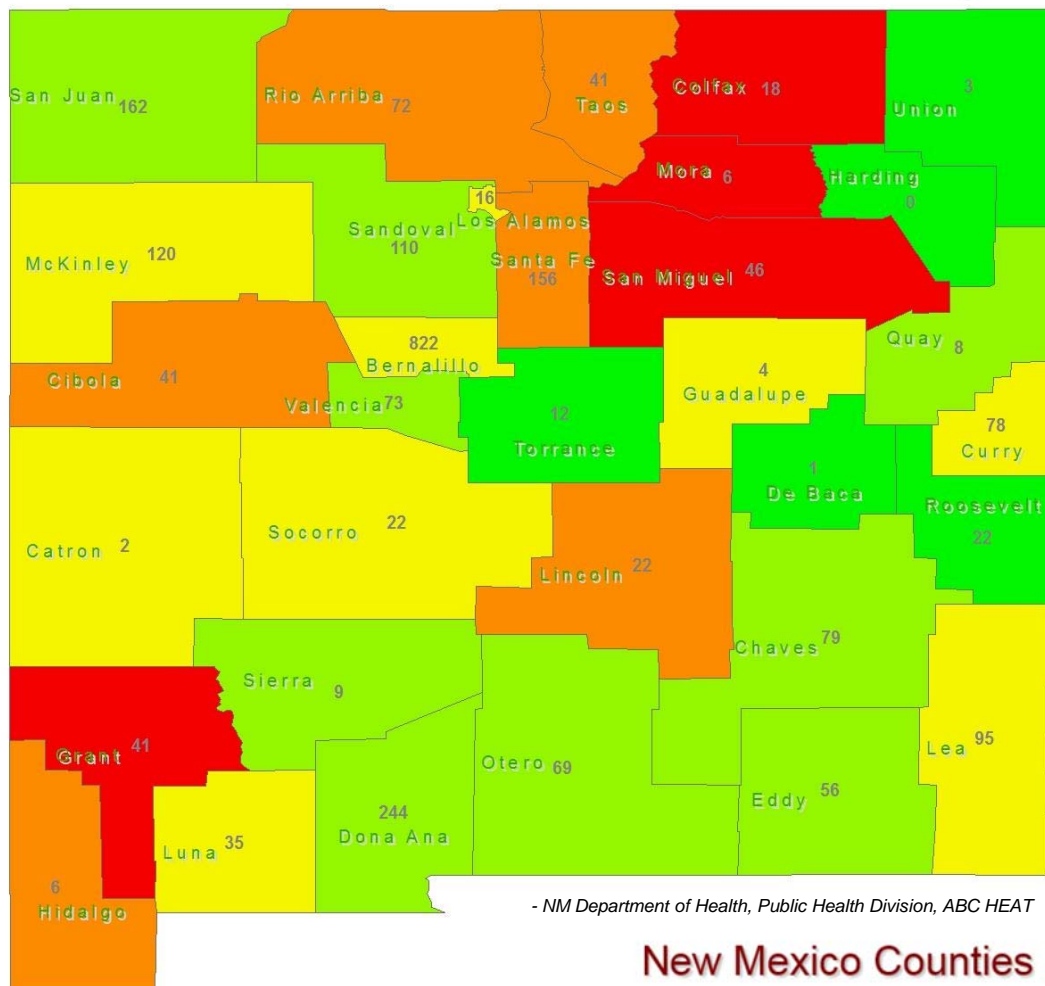 San Juan
162
Rio Arriba
72
41
Taos
Colfax 18
3
Union
Mora 6
Harding
0
16
Los Alamos
Sandoval
110
Santa Fe
156
San Miguel 46
McKinley 120
822
Bernalillo
Quay 8
Cibola 41
Valencia 73
4
Guadalupe
12
Torrance
78
Curry
1
De Baca
Roosevelt
22
Catron 2
Socorro 22
Lincoln 22
Chaves 79
Sierra
9
Grant 41
Otero 69
Lea 95
Eddy 56
244
Dona Ana
Luna 35
6
Hidalgo
- NM Department of Health, Public Health Division, ABC HEAT
New Mexico Counties